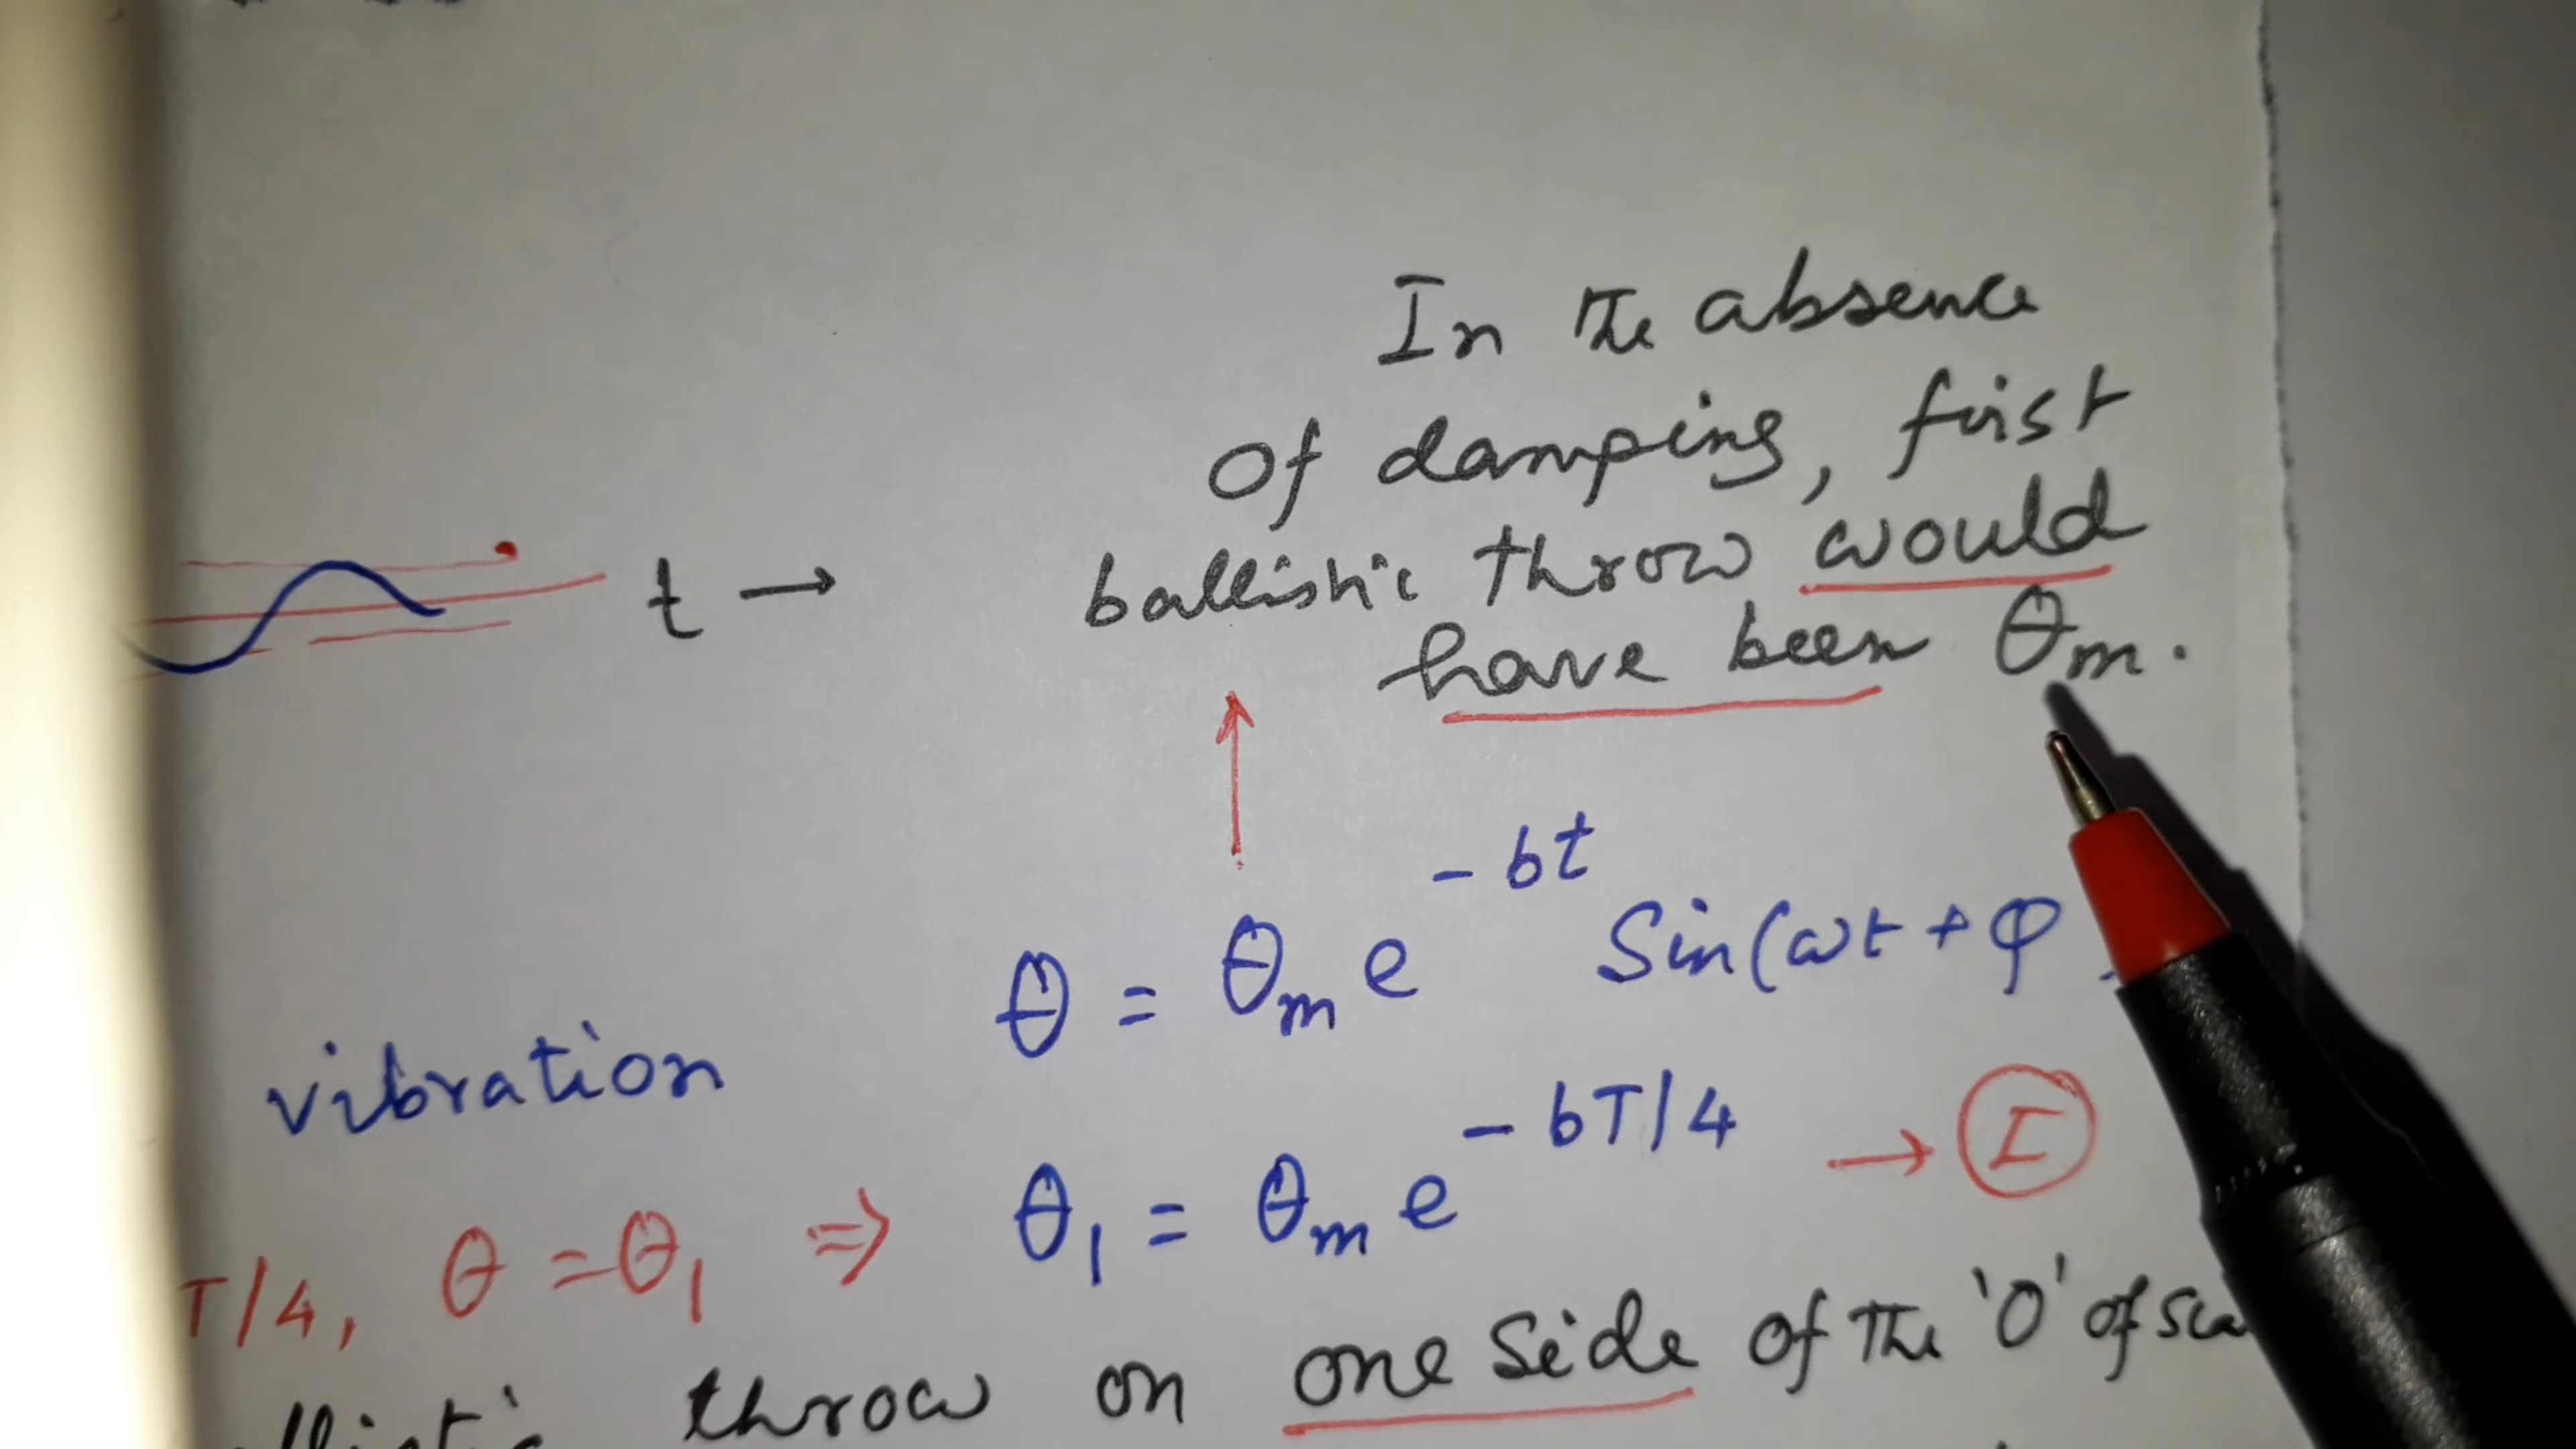 In the absence
Of damping, first
ballistic throw would
have been θm.
t →
θ = θm e^-bt Sin(ωt + φ
vibration
θ1 = θm e^-bT/4 → I
T/4, θ = θ1 ⇒
throw on one side of the '0' of